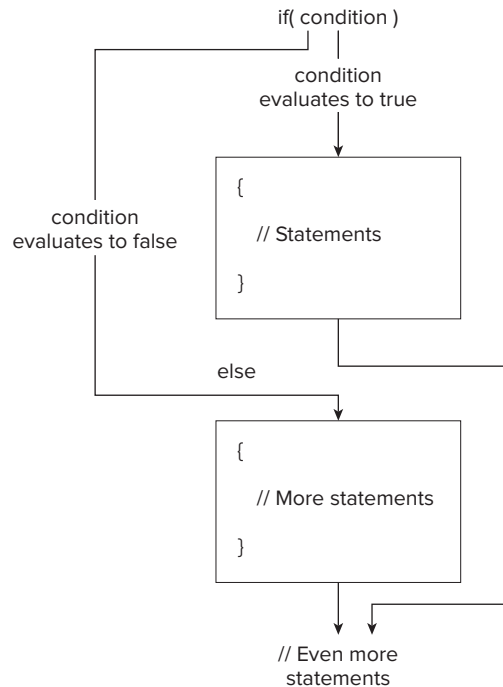 if( condition )
condition
evaluates to true
{
// Statements
}
condition
evaluates to false
else
{
// More statements
}
// Even more
statements